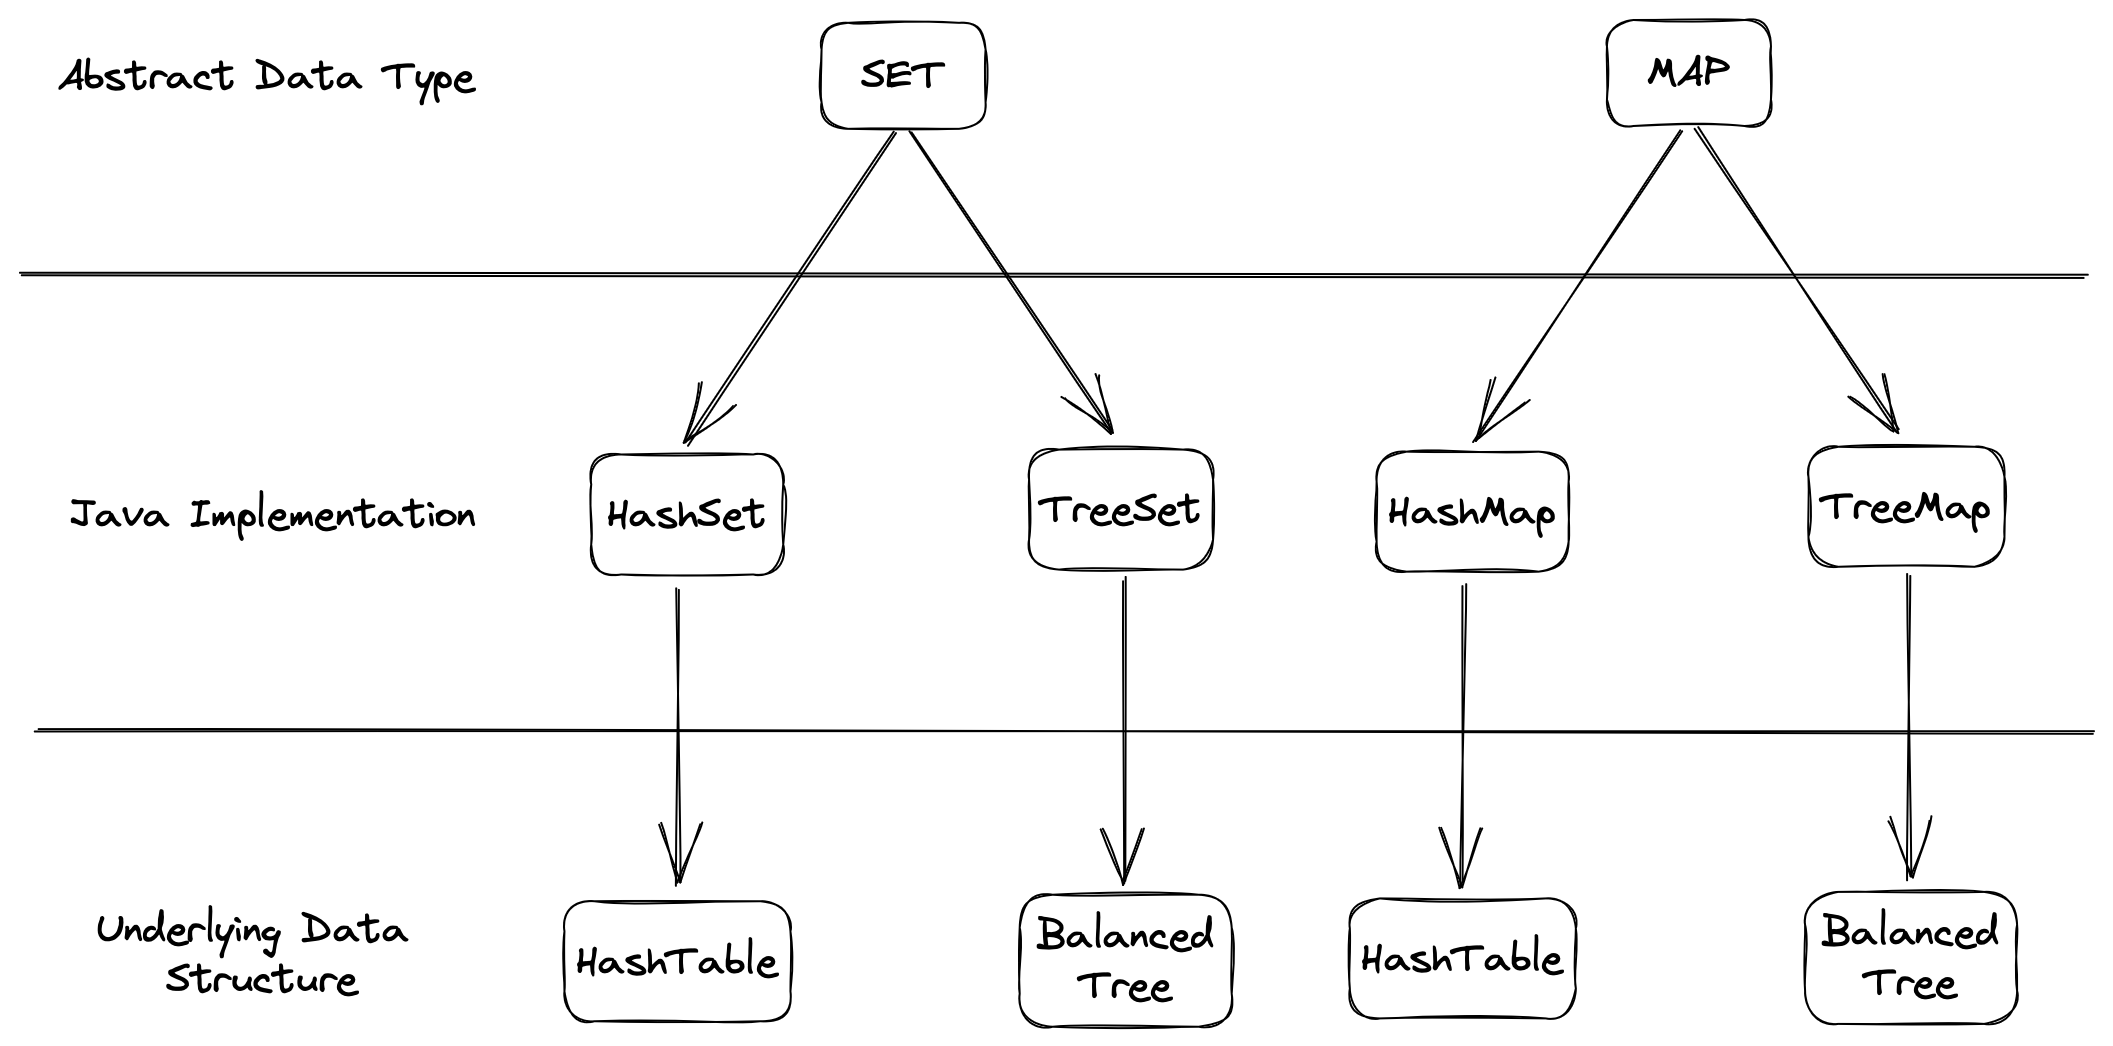 Abstract Data Type
SET
MAP
Java Implementation
HashSet
TreeSet
HashMap
TreeMap
Underlying Data
Structure
HashTable
Balanced
Tree
HashTable
Balanced
Tree